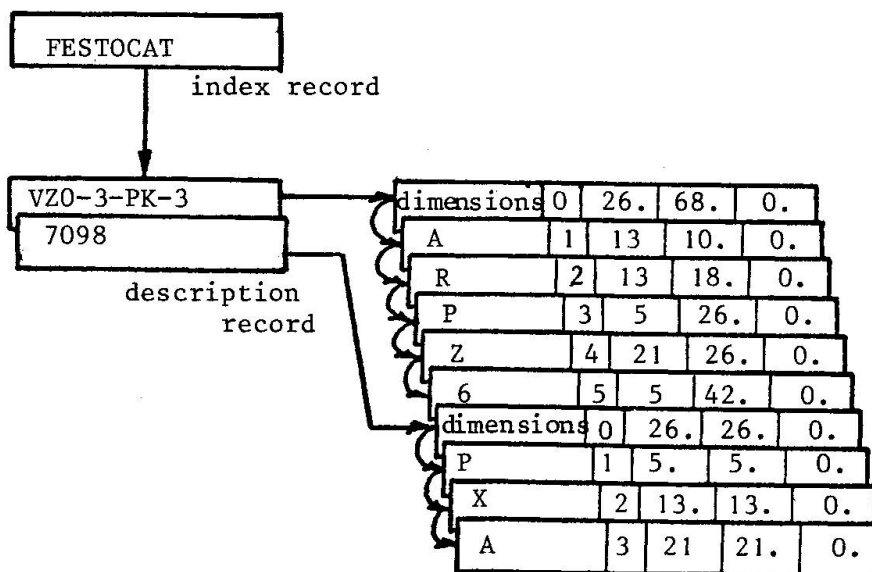 FESTOCAT
index record
VZO-3-PK-3
7098
description
record
dimensions 0 26. 68. 0.
A 1 13 10. 0.
R 2 13 18. 0.
P 3 5 26. 0.
Z 4 21 26. 0.
6 5 5 42. 0.
dimensions 0 26. 26. 0.
P 1 5. 5. 0.
X 2 13. 13. 0.
A 3 21 21. 0.